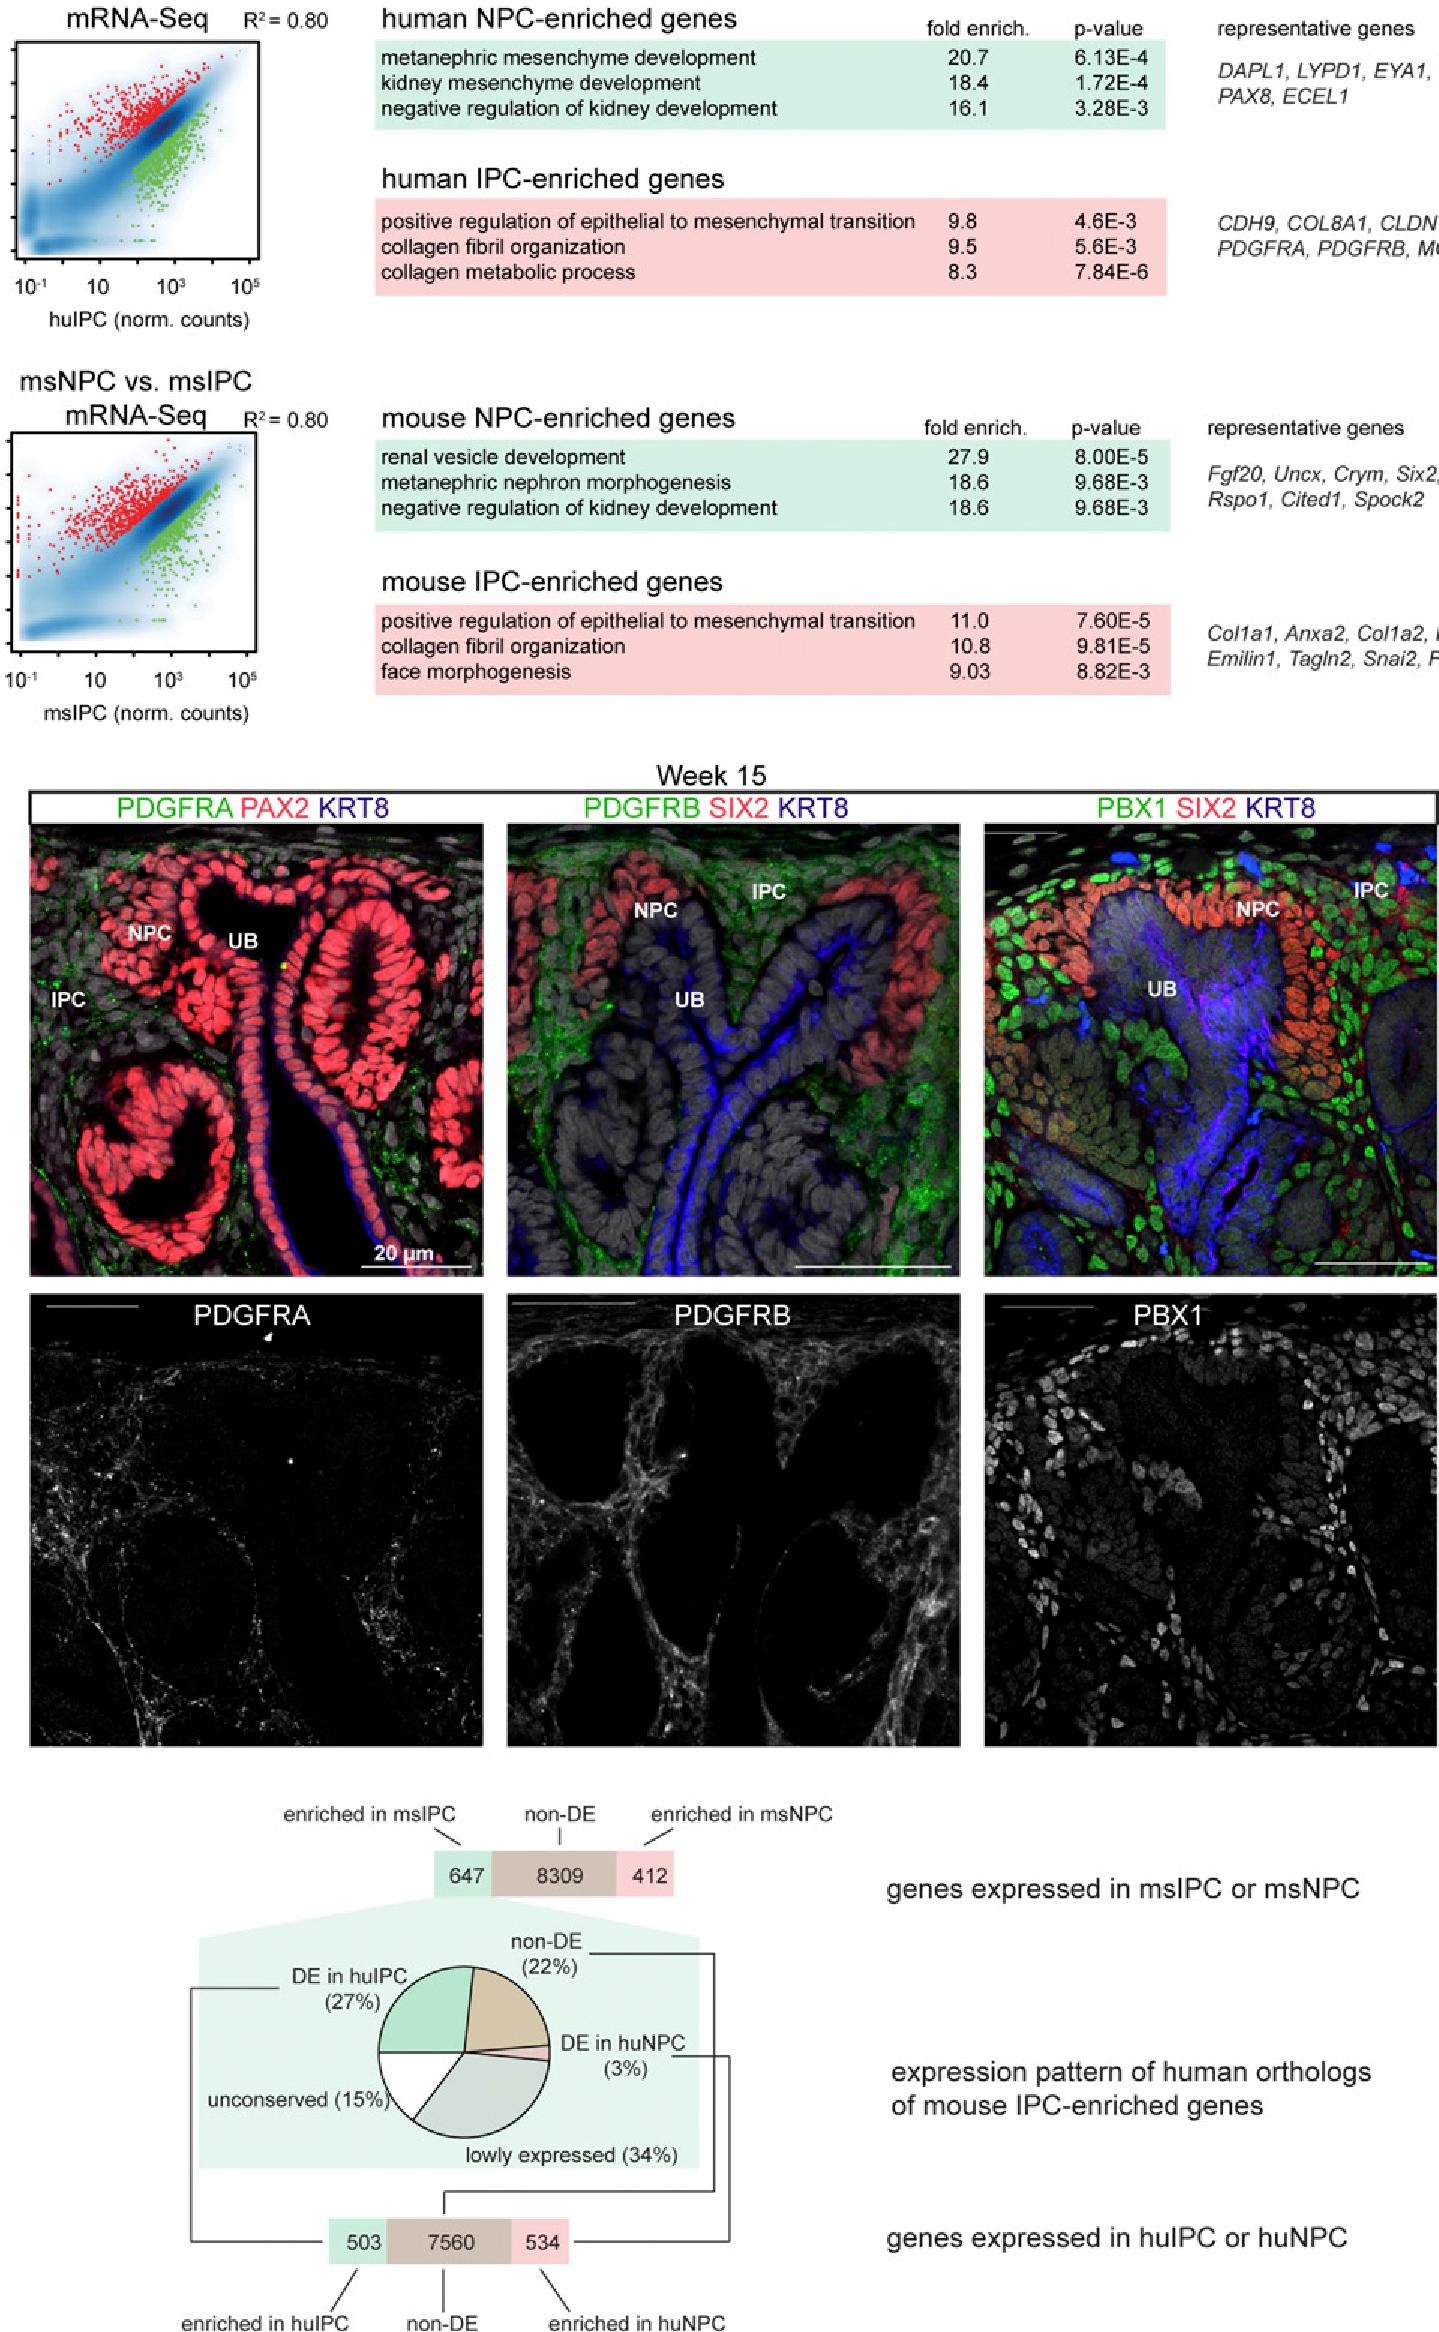 mRNA-Seq R² = 0.80
10⁻¹ 10 10³ 10⁵
huIPC (norm. counts)
human NPC-enriched genes fold enrich. p-value representative genes
metanephric mesenchyme development 20.7 6.13E-4
kidney mesenchyme development 18.4 1.72E-4
negative regulation of kidney development 16.1 3.28E-3
DAPL1, LYPD1, EYA1,
PAX8, ECEL1
human IPC-enriched genes
positive regulation of epithelial to mesenchymal transition 9.8 4.6E-3
collagen fibril organization 9.5 5.6E-3
collagen metabolic process 8.3 7.84E-6
CDH9, COL8A1, CLDN
PDGFRA, PDGFRB,
msNPC vs. msIPC
mRNA-Seq R² = 0.80
10⁻¹ 10 10³ 10⁵
msIPC (norm. counts)
mouse NPC-enriched genes fold enrich. p-value representative genes
renal vesicle development 27.9 8.00E-5
metanephric nephron morphogenesis 18.6 9.68E-3
negative regulation of kidney development 18.6 9.68E-3
Fgf20, Uncx, Crym, Six2,
Rspo1, Cited1, Spock2
mouse IPC-enriched genes
positive regulation of epithelial to mesenchymal transition 11.0 7.60E-5
collagen fibril organization 10.8 9.81E-5
face morphogenesis 9.03 8.82E-3
Col1a1, Anxa2, Col1a2,
Emilin1, Tagln2, Snai2,
Week 15
PDGFRA PAX2 KRT8
NPC
UB
IPC
20 µm
PDGFRB SIX2 KRT8
IPC
NPC
UB
PBX1 SIX2 KRT8
IPC
NPC
UB
PDGFRA
PDGFRB
PBX1
enriched in msIPC non-DE enriched in msNPC
647 8309 412
genes expressed in msIPC or msNPC
non-DE
(22%)
DE in huIPC
(27%)
DE in huNPC
(3%)
unconserved (15%)
lowly expressed (34%)
expression pattern of human orthologs
of mouse IPC-enriched genes
503 7560 534
genes expressed in huIPC or huNPC
enriched in huIPC non-DE enriched in huNPC